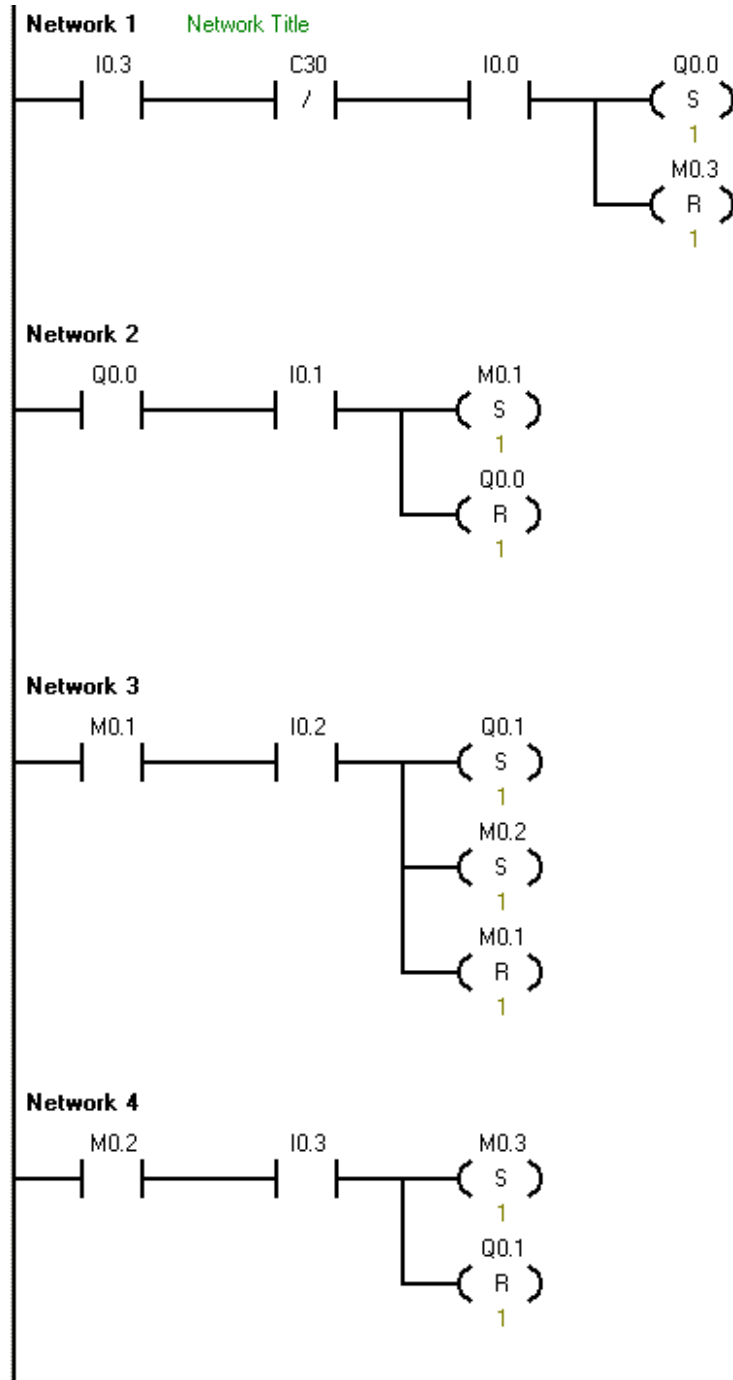 Network 1 Network Title
I0.3 C30 I0.0 Q0.0
/ S
1
M0.3
R
1
Network 2
Q0.0 I0.1 M0.1
S
1
Q0.0
R
1
Network 3
M0.1 I0.2 Q0.1
S
1
M0.2
S
1
M0.1
R
1
Network 4
M0.2 I0.3 M0.3
S
1
Q0.1
R
1